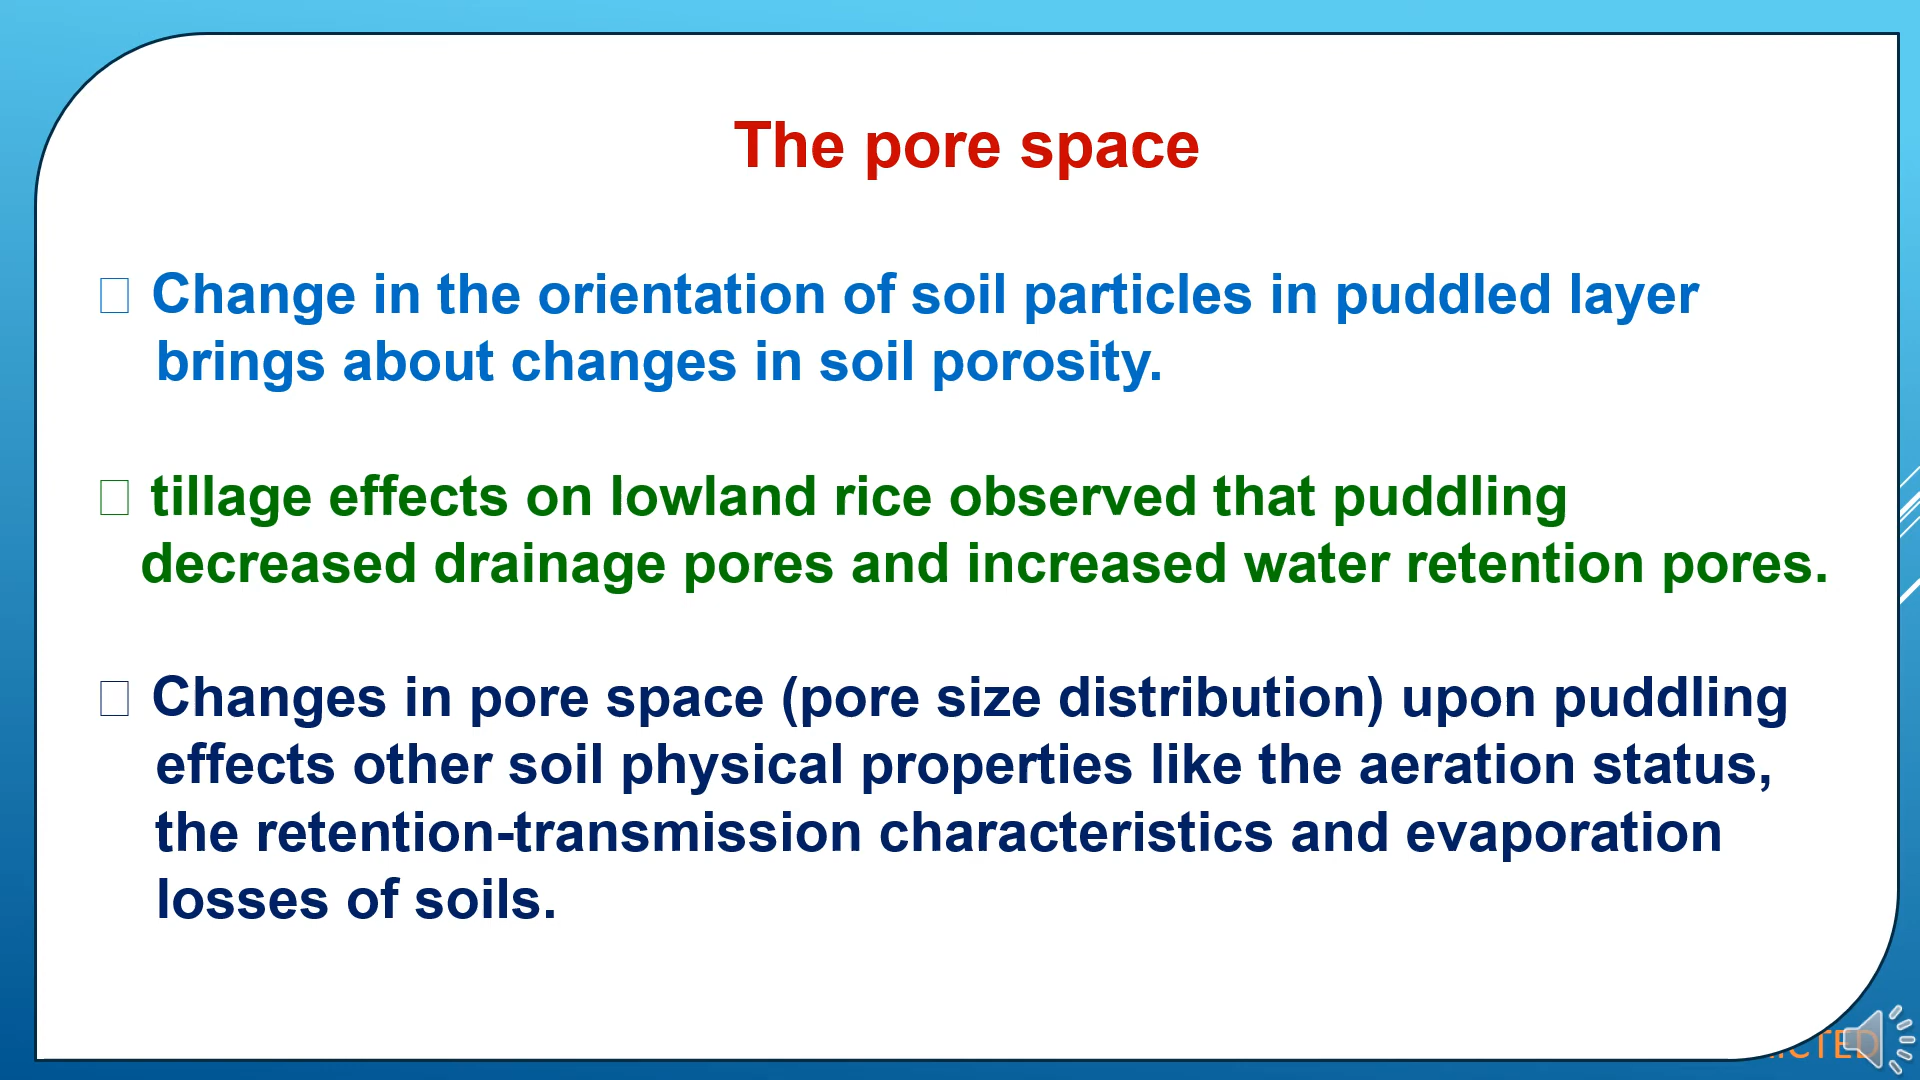 The pore space
Change in the orientation of soil particles in puddled layer
brings about changes in soil porosity.
tillage effects on lowland rice observed that puddling
decreased drainage pores and increased water retention pores.
Changes in pore space (pore size distribution) upon puddling
effects other soil physical properties like the aeration status,
the retention-transmission characteristics and evaporation
losses of soils.